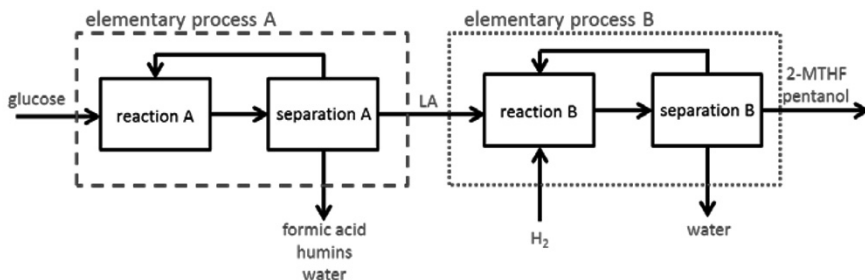 elementary process A
elementary process B
glucose
reaction A
separation A
LA
reaction B
separation B
2-MTHF
pentanol
formic acid
humins
water
H₂
water